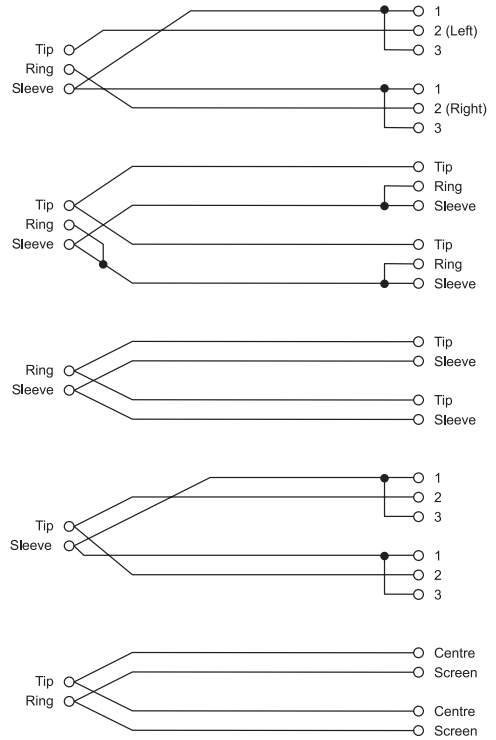 1
2 (Left)
Tip
3
Ring
Sleeve
1
2 (Right)
3
Tip
Ring
Tip
Sleeve
Ring
Sleeve
Tip
Ring
Sleeve
Tip
Sleeve
Ring
Sleeve
Tip
Sleeve
1
2
3
Tip
Sleeve
1
2
3
Centre
Screen
Tip
Ring
Centre
Screen